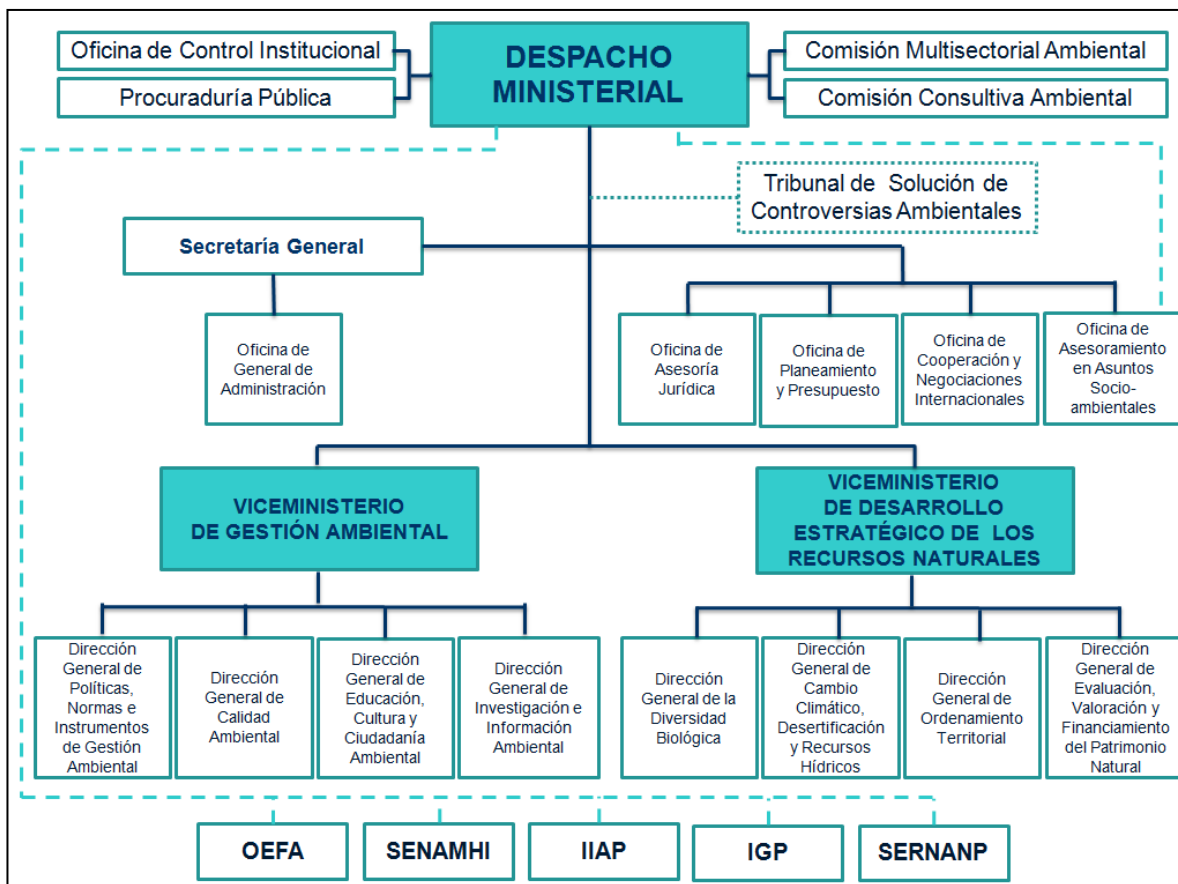 Oficina de Control Institucional
Procuraduría Pública
DESPACHO
MINISTERIAL
Comisión Multisectorial Ambiental
Comisión Consultiva Ambiental
Tribunal de Solución de
Controversias Ambientales
Secretaría General
Oficina de
General de
Administración
Oficina de
Asesoría
Jurídica
Oficina de
Planeamiento
y Presupuesto
Oficina de
Cooperación y
Negociaciones
Internacionales
Oficina de
Asesoramiento
en Asuntos
Socio-
ambientales
VICEMINISTERIO
DE GESTIÓN AMBIENTAL
VICEMINISTERIO
DE DESARROLLO
ESTRATÉGICO DE LOS
RECURSOS NATURALES
Dirección
General de
Políticas,
Normas e
Instrumentos
de Gestión
Ambiental
Dirección
General de
Calidad
Ambiental
Dirección
General de
Educación,
Cultura y
Ciudadanía
Ambiental
Dirección
General de
Investigación e
Información
Ambiental
Dirección
General de la
Diversidad
Biológica
Dirección
General de
Cambio
Climático,
Desertificación
y Recursos
Hídricos
Dirección
General de
Ordenamiento
Territorial
Dirección
General de
Evaluación,
Valoración y
Financiamiento
del Patrimonio
Natural
OEFA
SENAMHI
IIAP
IGP
SERNANP